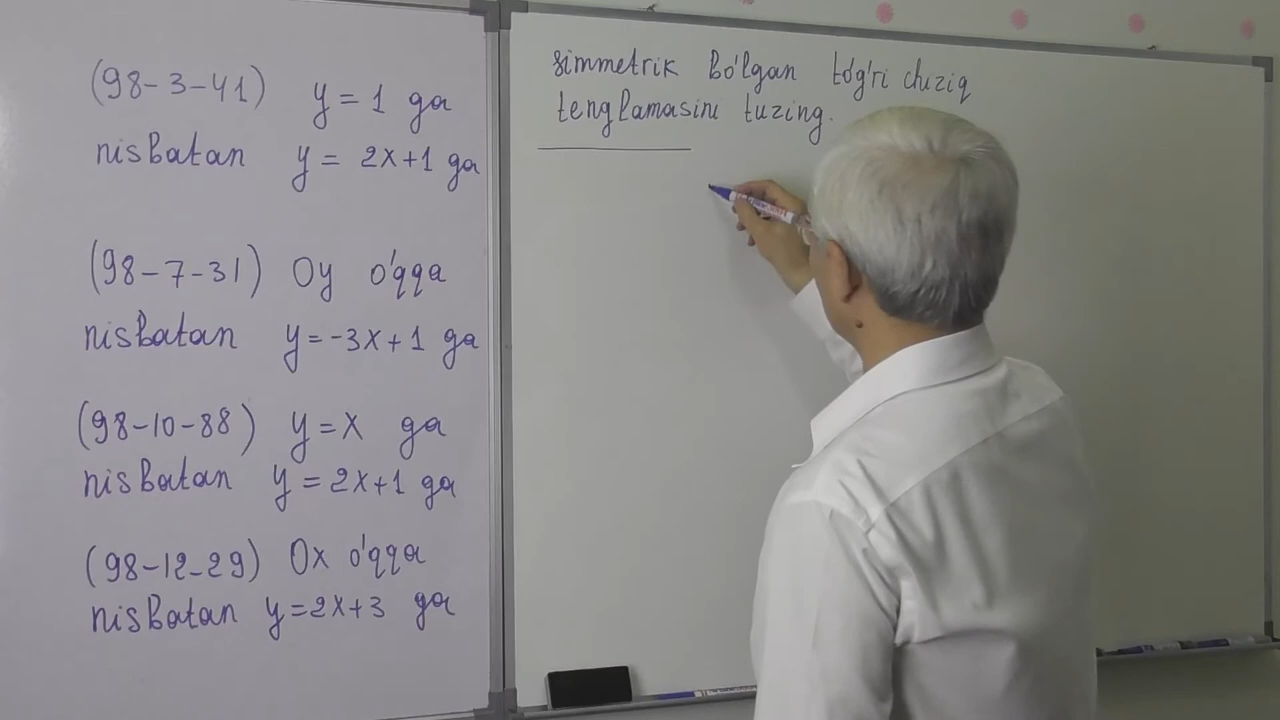 (98-3-41) y = 1 ga
nisbatan y = 2x+1 ga
(98-7-31) Oy o'qqa
nisbatan y=-3x+1 ga
(98-10-88) y=x ga
nisbatan y=2x+1 ga
(98-12-29) Ox o'qqa
nisbatan y=2x+3 ga
simmetrik bo'lgan to'g'ri chiziq
tenglamasini tuzing.